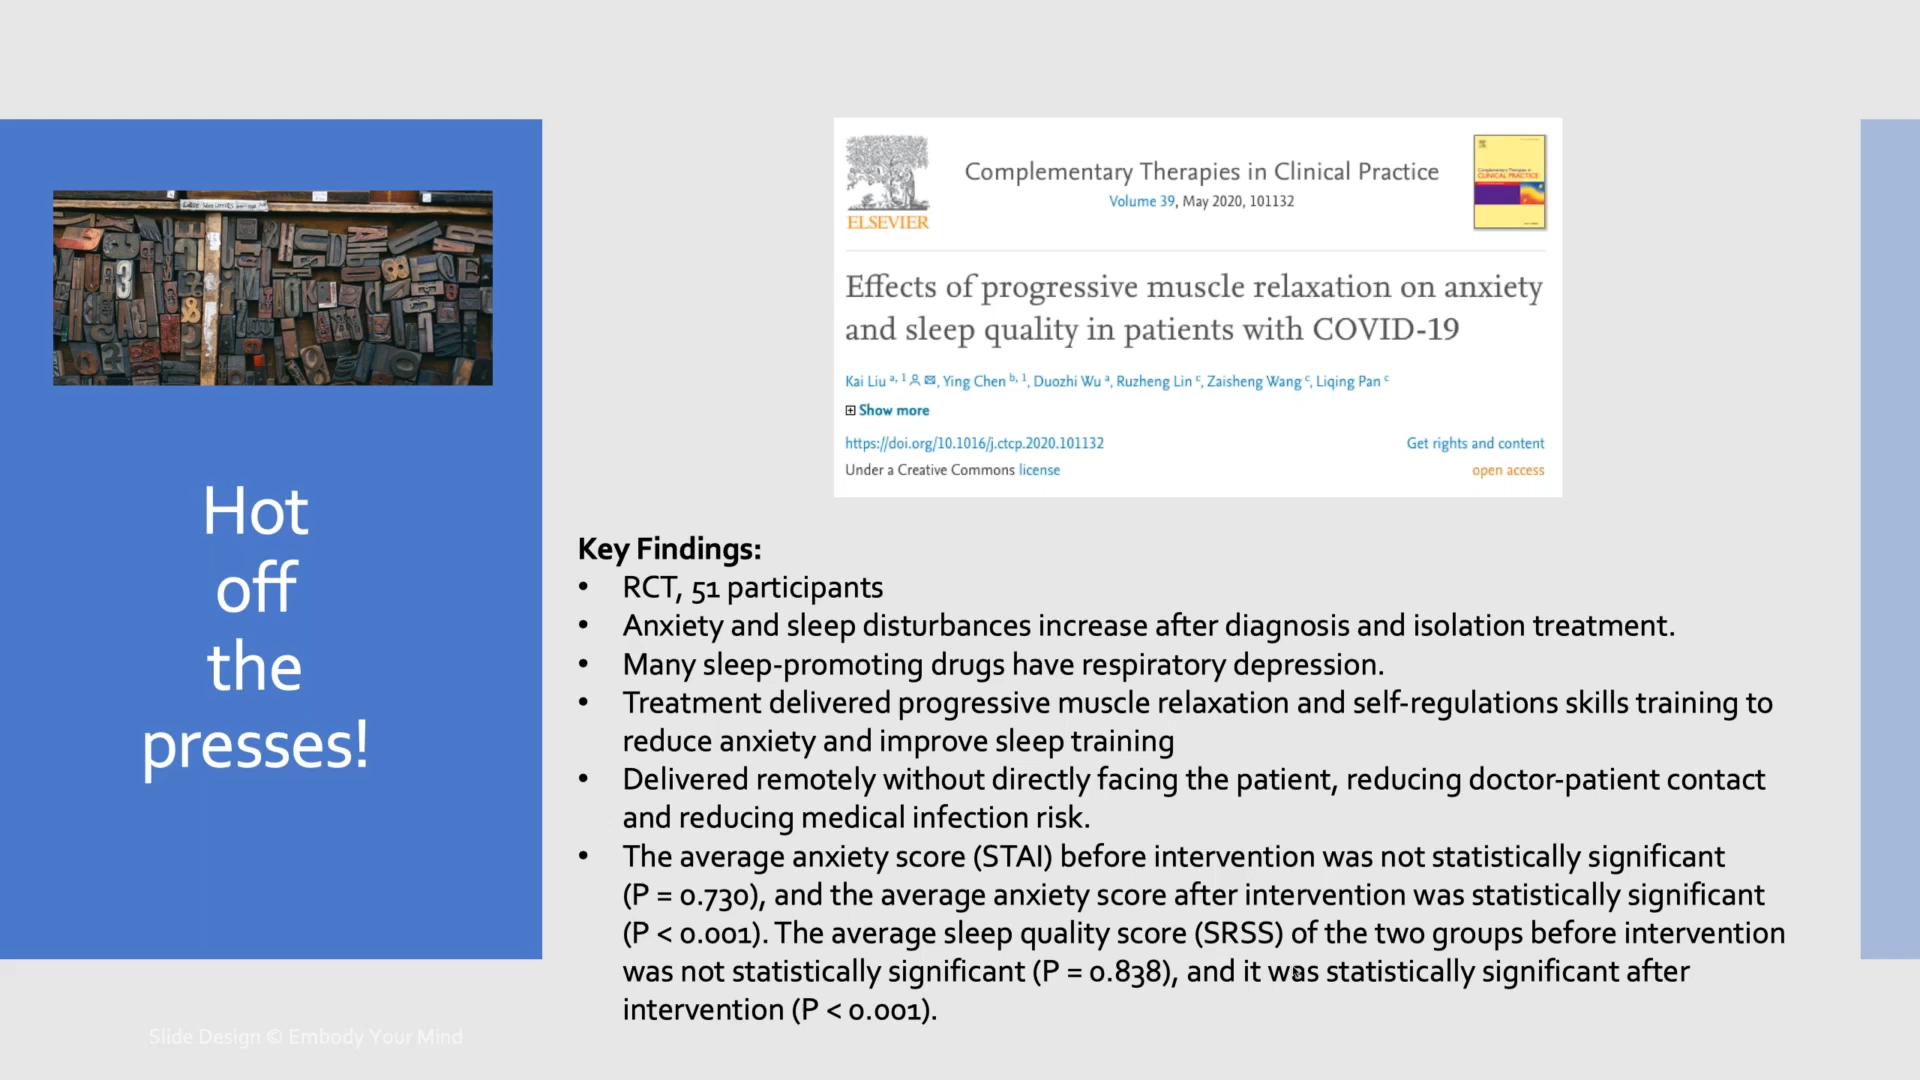 Hot
off
the
presses!
ELSEVIER
Complementary Therapies in Clinical Practice
Volume 39, May 2020, 101132
CLINICAL PRACTICE
Effects of progressive muscle relaxation on anxiety
and sleep quality in patients with COVID-19
Kai Liu a, 1, Ying Chen b, 1, Duozhi Wu a, Ruzheng Lin c, Zaisheng Wang c, Liqing Pan c
Show more
https://doi.org/10.1016/j.ctcp.2020.101132
Get rights and content
Under a Creative Commons license
open access
Key Findings:
• RCT, 51 participants
• Anxiety and sleep disturbances increase after diagnosis and isolation treatment.
• Many sleep-promoting drugs have respiratory depression.
• Treatment delivered progressive muscle relaxation and self-regulations skills training to
reduce anxiety and improve sleep training
• Delivered remotely without directly facing the patient, reducing doctor-patient contact
and reducing medical infection risk.
• The average anxiety score (STAI) before intervention was not statistically significant
(P = 0.730), and the average anxiety score after intervention was statistically significant
(P < 0.001). The average sleep quality score (SRSS) of the two groups before intervention
was not statistically significant (P = 0.838), and it was statistically significant after
intervention (P < 0.001).
Slide Design © Embody Your Mind